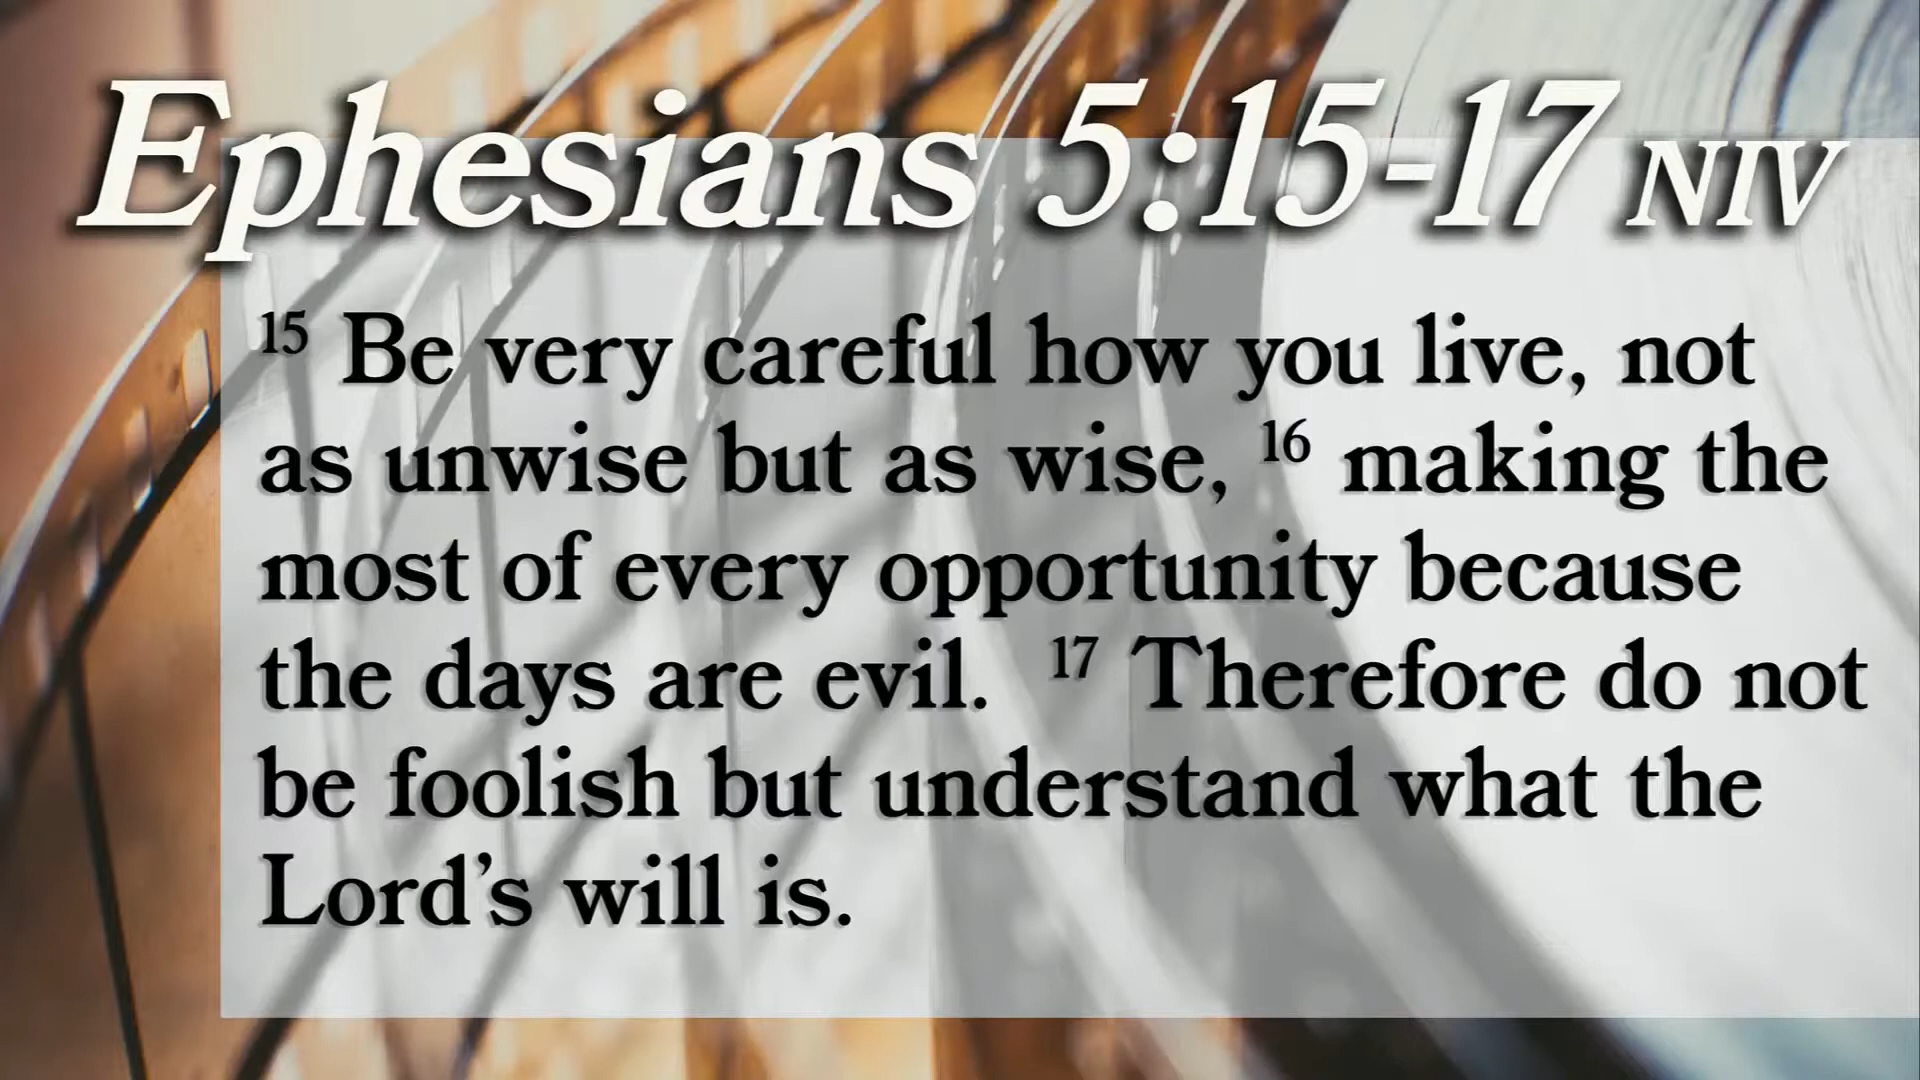 Ephesians 5:15-17 NIV
15 Be very careful how you live, not
as unwise but as wise, 16 making the
most of every opportunity because
the days are evil. 17 Therefore do not
be foolish but understand what the
Lord’s will is.